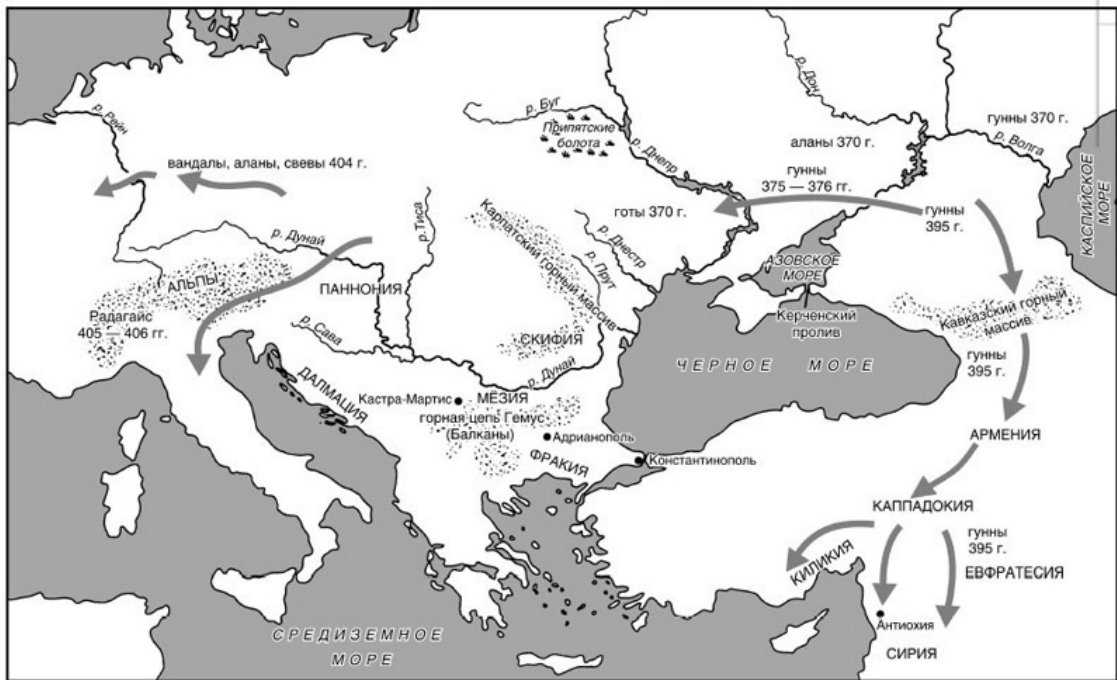 р. Рейн
р. Буг
Припятские
болота
р. Днепр
р. Дон
гунны 370 г.
р. Волга
аланы 370 г.
вандалы, аланы, свевы 404 г.
гунны
375 — 376 гг.
готы 370 г.
гунны
395 г.
КАСПИЙСКОЕ
МОРЕ
р. Тиса
Карпатский горный массив
р. Днестр
р. Прут
р. Дунай
АЛЬПЫ
ПАННОНИЯ
АЗОВСКОЕ
МОРЕ
Керченский
пролив
Кавказский горный
массив
Радагайс
405 — 406 гг.
р. Сава
СКИФИЯ
ЧЕРНОЕ МОРЕ
гунны
395 г.
р. Дунай
ДАЛМАЦИЯ
Кастра-Мартис
МЁЗИЯ
горная цепь Гемус
(Балканы)
Адрианополь
ФРАКИЯ
Константинополь
АРМЕНИЯ
КАППАДОКИЯ
гунны
395 г.
КИЛИКИЯ
ЕВФРАТЕСИЯ
Антиохия
СИРИЯ
СРЕДИЗЕМНОЕ
МОРЕ